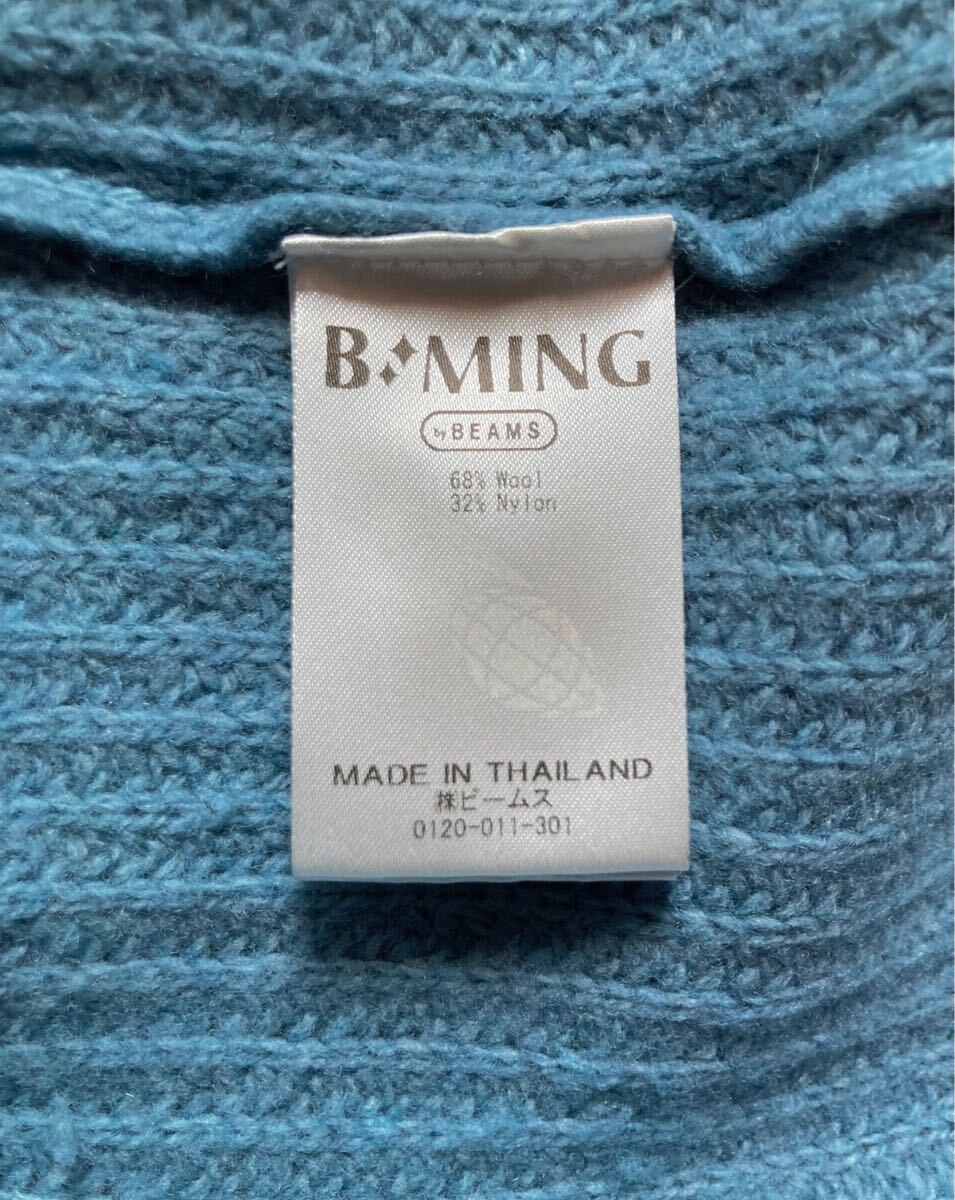 B:MING
by BEAMS
68% Wool
32% Nylon
MADE IN THAILAND
㈱ビームス
0120-011-301